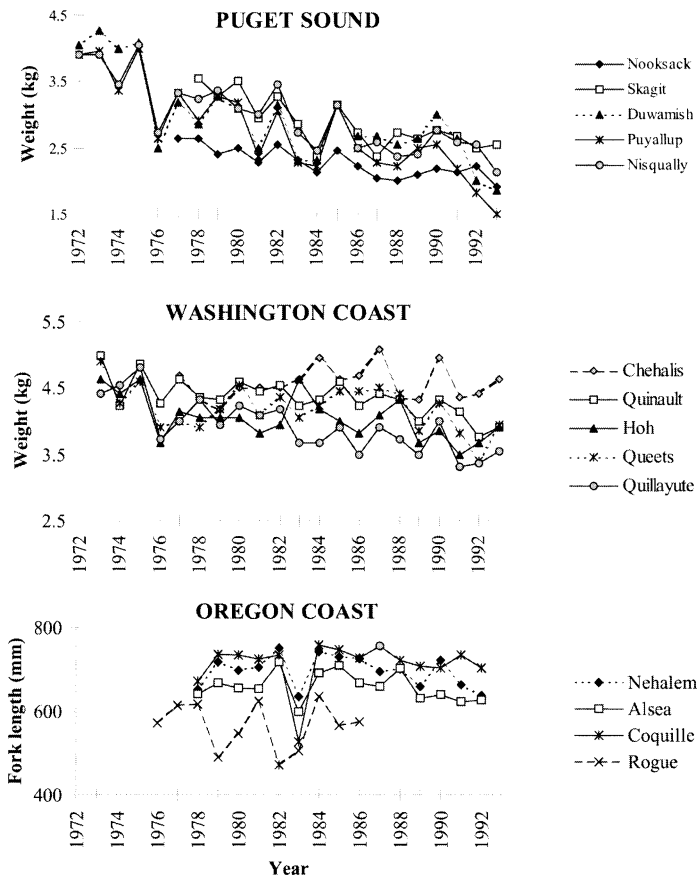 PUGET SOUND
Weight (kg)
4.5
3.5
2.5
1.5
1972
1974
1976
1978
1980
1982
1984
1986
1988
1990
1992
Nooksack
Skagit
Duwamish
Puyallup
Nisqually
WASHINGTON COAST
Weight (kg)
5.5
4.5
3.5
2.5
1972
1974
1976
1978
1980
1982
1984
1986
1988
1990
1992
Chehalis
Quinault
Hoh
Queets
Quillayute
OREGON COAST
Fork length (mm)
800
600
400
1972
1974
1976
1978
1980
1982
1984
1986
1988
1990
1992
Year
Nehalem
Alsea
Coquille
Rogue